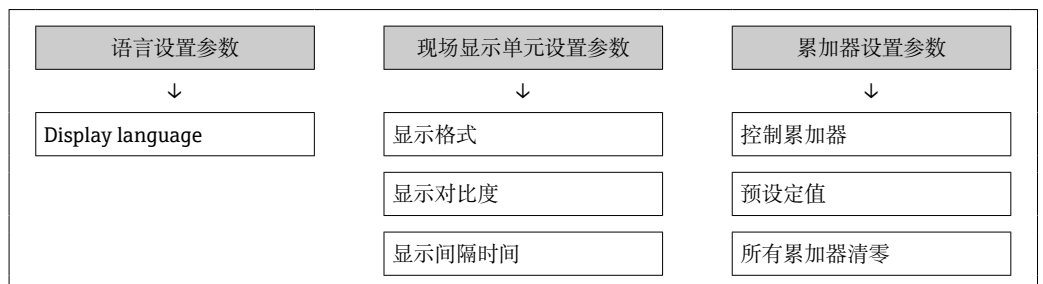 语言设置参数
现场显示单元设置参数
累加器设置参数
↓
↓
↓
Display language
显示格式
控制累加器
显示对比度
预设定值
显示间隔时间
所有累加器清零